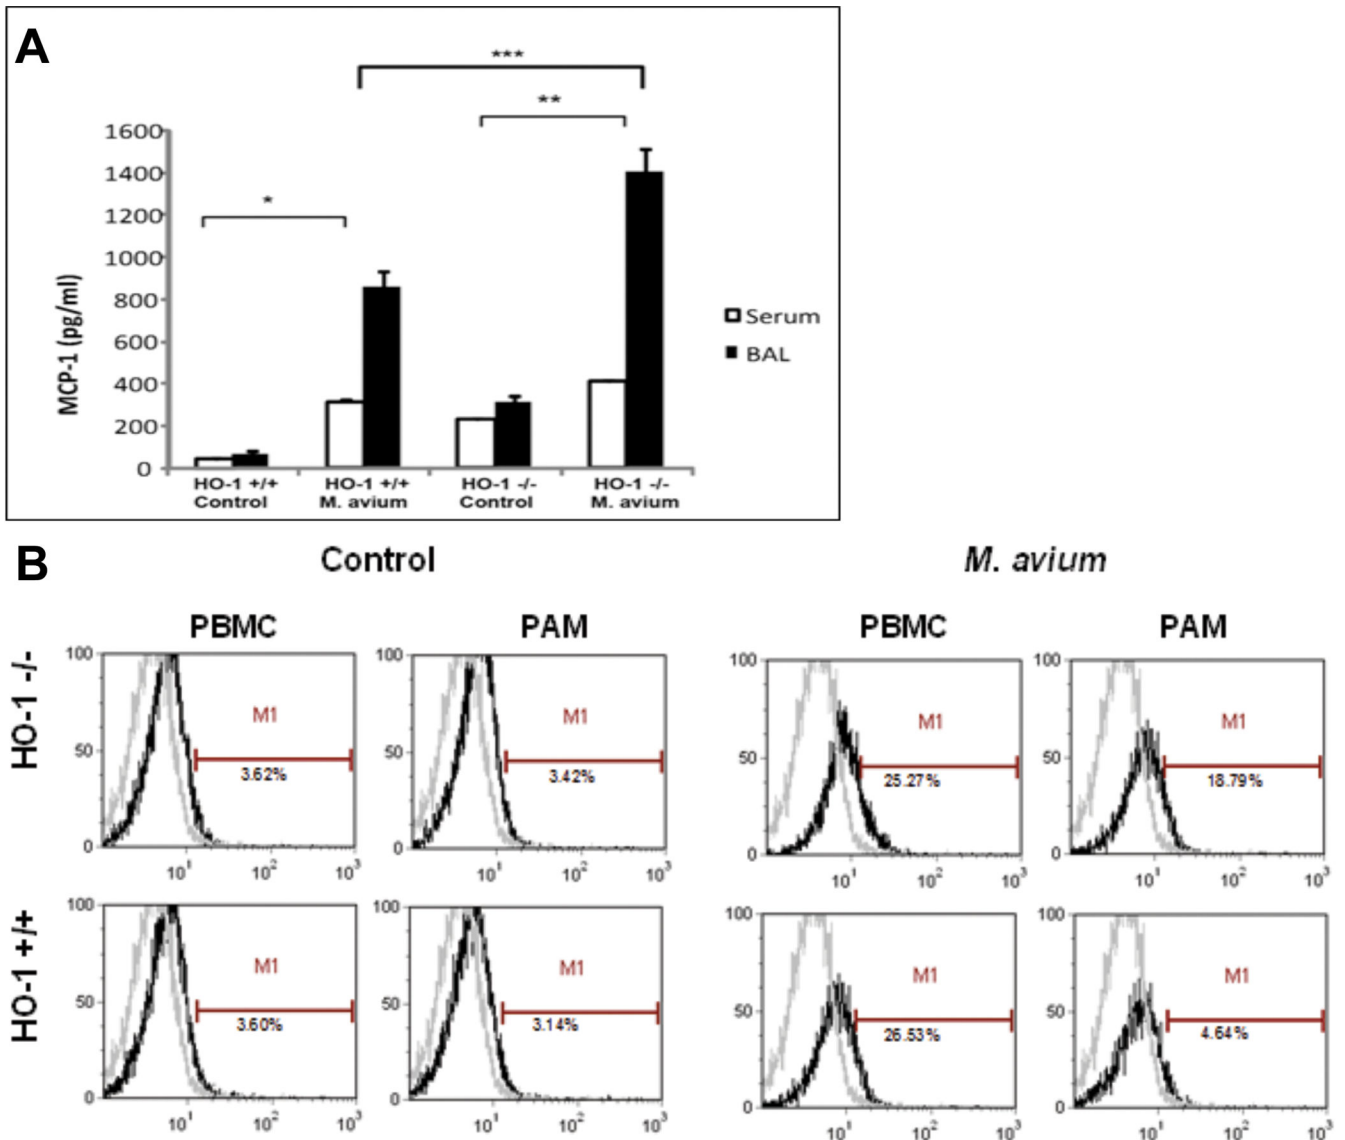 A
***
**
*
1600
1400
1200
1000
800
600
400
200
0
MCP-1 (pg/ml)
Serum
BAL
HO-1 +/+ HO-1 +/+ HO-1 -/- HO-1 -/-
Control M. avium Control M. avium
B
Control M. avium
PBMC PAM PBMC PAM
HO-1 -/-
100 100 100 100
M1 M1 M1 M1
50 50 50 50
3.62% 3.42% 25.27% 18.79%
0 0 0 0
10¹ 10² 10³ 10¹ 10² 10³ 10¹ 10² 10³ 10¹ 10² 10³
HO-1 +/+
100 100 100 100
M1 M1 M1 M1
50 50 50 50
3.60% 3.14% 26.53% 4.64%
0 0 0 0
10¹ 10² 10³ 10¹ 10² 10³ 10¹ 10² 10³ 10¹ 10² 10³